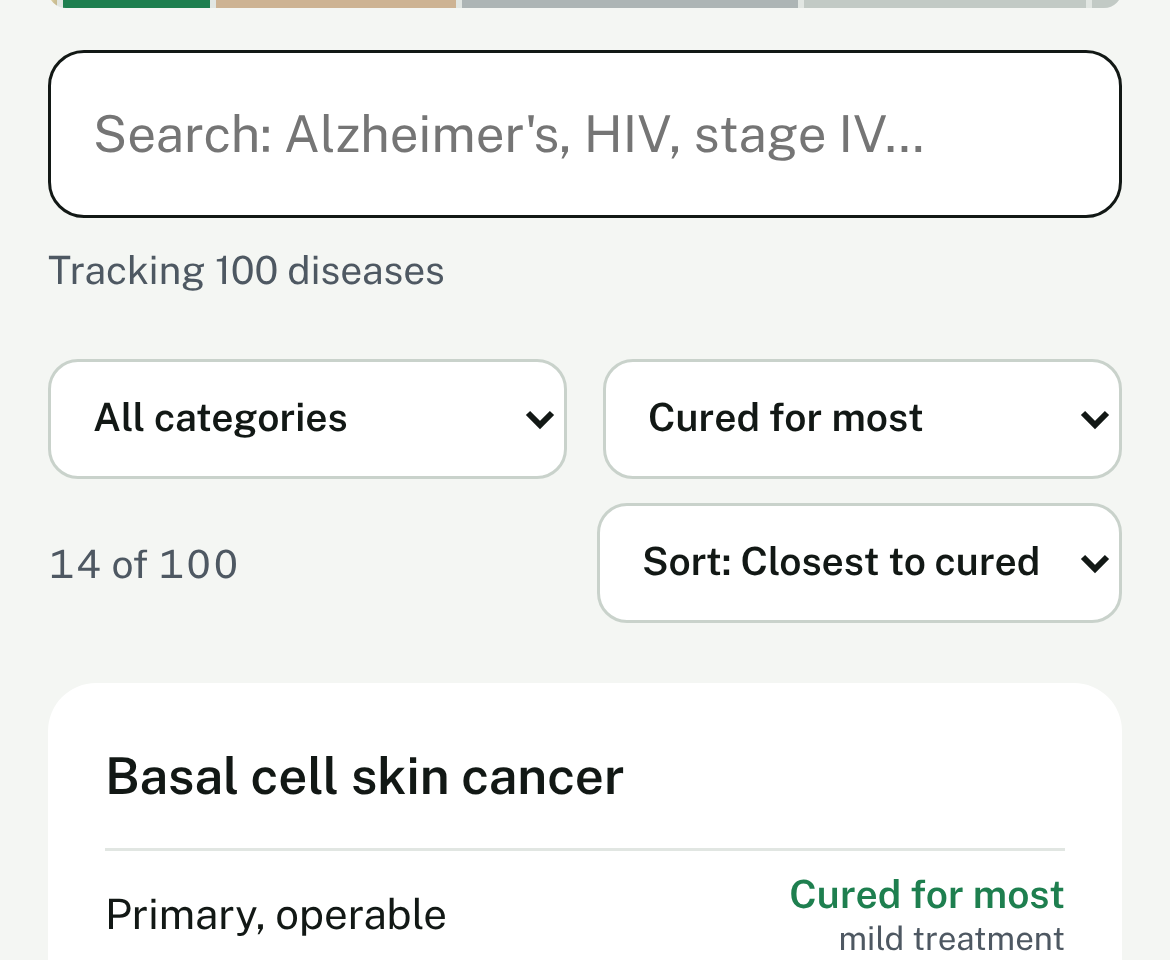 Search: Alzheimer's, HIV, stage IV...
Tracking 100 diseases
All categories
Cured for most
14 of 100
Sort: Closest to cured
Basal cell skin cancer
Primary, operable
Cured for most
mild treatment